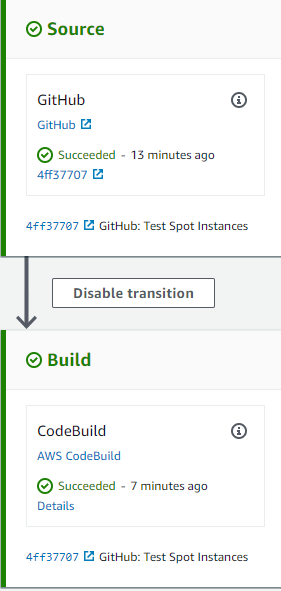 Source
GitHub
GitHub
Succeeded - 13 minutes ago
4ff37707
4ff37707 GitHub: Test Spot Instances
Disable transition
Build
CodeBuild
AWS CodeBuild
Succeeded - 7 minutes ago
Details
4ff37707 GitHub: Test Spot Instances